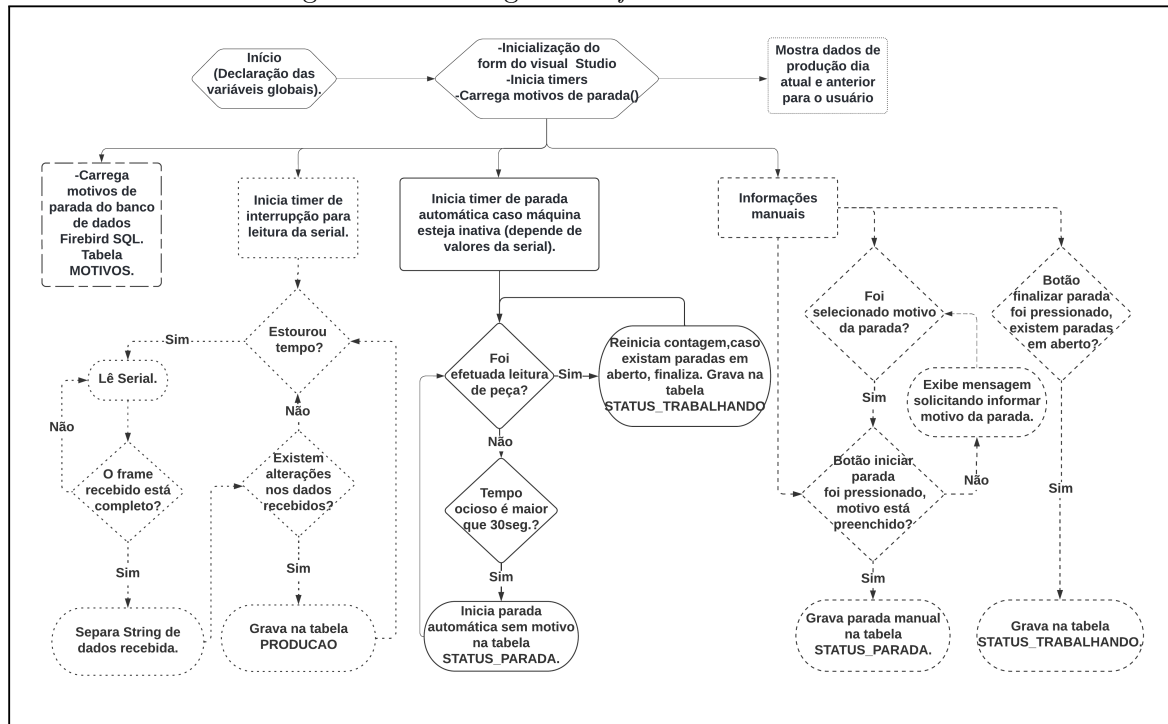 Início
(Declaração das
variáveis globais).
-Inicialização do
form do visual Studio
-Inicia timers
-Carrega motivos de parada()
Mostra dados de
produção dia
atual e anterior
para o usuário
-Carrega
motivos de
parada do banco
de dados
Firebird SQL.
Tabela
MOTIVOS.
Inicia timer de
interrupção para
leitura da serial.
Inicia timer de parada
automática caso máquina
esteja inativa (depende de
valores da serial).
Informações
manuais
Estourou
tempo?
Sim
Lê Serial.
Não
O frame
recebido está
completo?
Sim
Separa String de
dados recebida.
Não
Existem
alterações
nos dados
recebidos?
Sim
Grava na tabela
PRODUCAO
Foi
efetuada leitura
de peça?
Sim
Reinicia contagem,caso
existam paradas em
aberto, finaliza. Grava na
tabela
STATUS_TRABALHANDO
Não
Tempo
ocioso é maior
que 30seg.?
Sim
Inicia parada
automática sem motivo
na tabela
STATUS_PARADA.
Foi
selecionado motivo
da parada?
Sim
Exibe mensagem
solicitando informar
motivo da parada.
Botão iniciar
parada
foi pressionado,
motivo está
preenchido?
Não
Sim
Grava parada manual
na tabela
STATUS_PARADA.
Botão
finalizar parada
foi pressionado,
existem paradas
em aberto?
Sim
Grava na tabela
STATUS_TRABALHANDO.